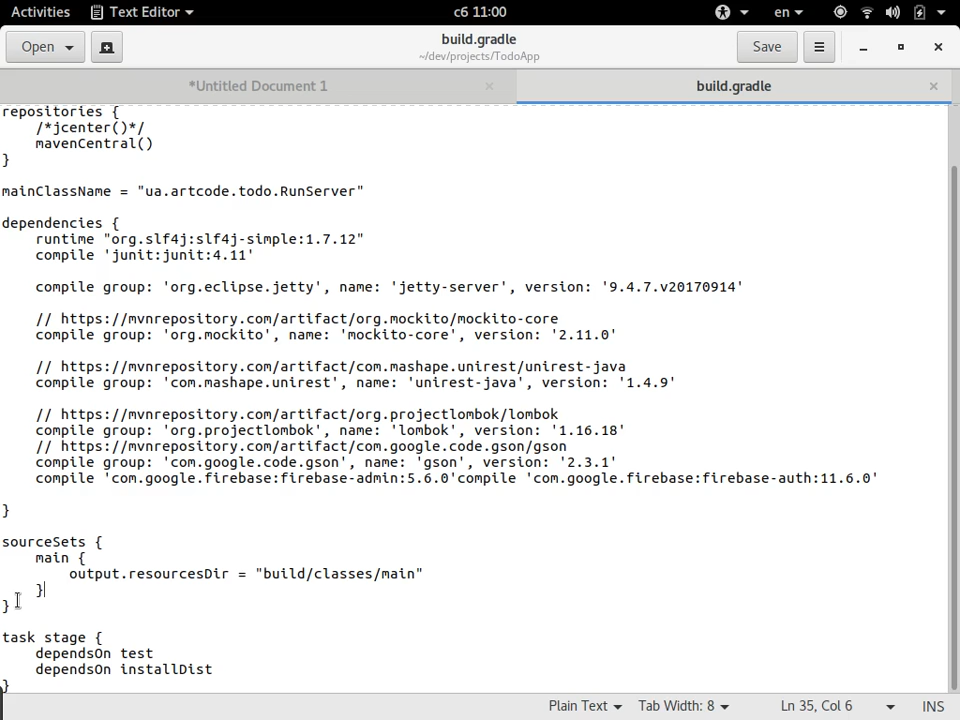 Activities Text Editor сб 11:00 en
Open build.gradle Save
~/dev/projects/TodoApp
*Untitled Document 1 build.gradle
repositories {
/*jcenter()*/
mavenCentral()
}
mainClassName = "ua.artcode.todo.RunServer"
dependencies {
runtime "org.slf4j:slf4j-simple:1.7.12"
compile 'junit:junit:4.11'
compile group: 'org.eclipse.jetty', name: 'jetty-server', version: '9.4.7.v20170914'
// https://mvnrepository.com/artifact/org.mockito/mockito-core
compile group: 'org.mockito', name: 'mockito-core', version: '2.11.0'
// https://mvnrepository.com/artifact/com.mashape.unirest/unirest-java
compile group: 'com.mashape.unirest', name: 'unirest-java', version: '1.4.9'
// https://mvnrepository.com/artifact/org.projectlombok/lombok
compile group: 'org.projectlombok', name: 'lombok', version: '1.16.18'
// https://mvnrepository.com/artifact/com.google.code.gson/gson
compile group: 'com.google.code.gson', name: 'gson', version: '2.3.1'
compile 'com.google.firebase:firebase-admin:5.6.0'compile 'com.google.firebase:firebase-auth:11.6.0'
}
sourceSets {
main {
output.resourcesDir = "build/classes/main"
}
}
task stage {
dependsOn test
dependsOn installDist
}
Plain Text Tab Width: 8 Ln 35, Col 6 INS